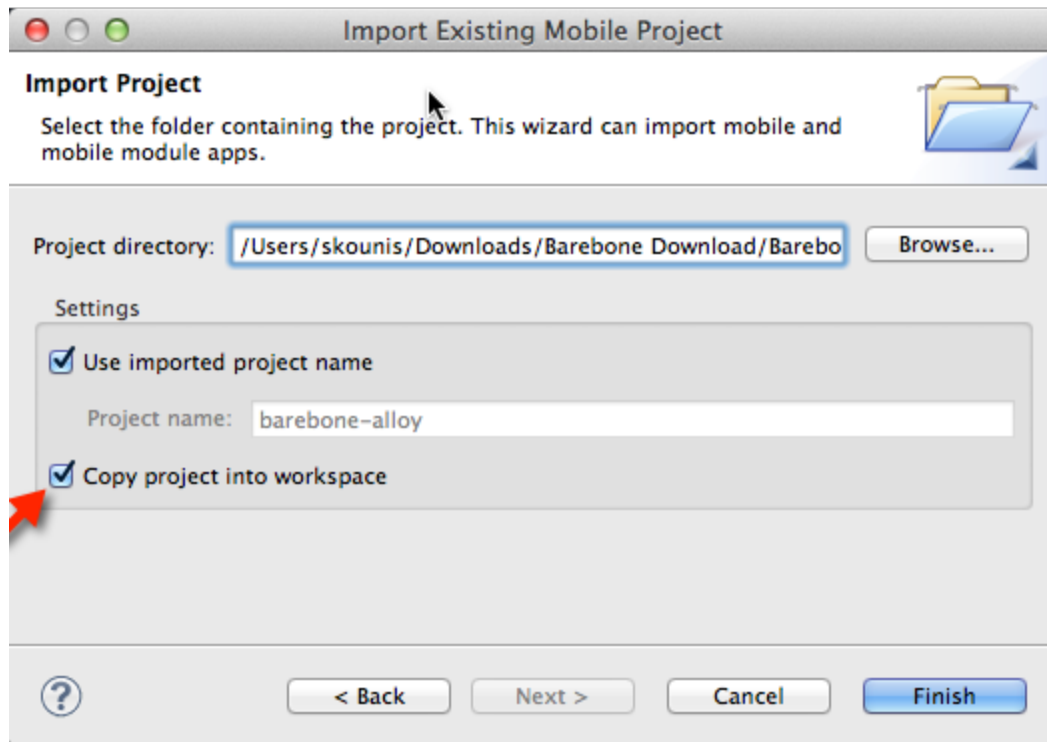 Import Existing Mobile Project
Import Project
Select the folder containing the project. This wizard can import mobile and
mobile module apps.
Project directory: /Users/skounis/Downloads/Barebone Download/Barebo Browse...
Settings
Use imported project name
Project name: barebone-alloy
Copy project into workspace
? < Back Next > Cancel Finish